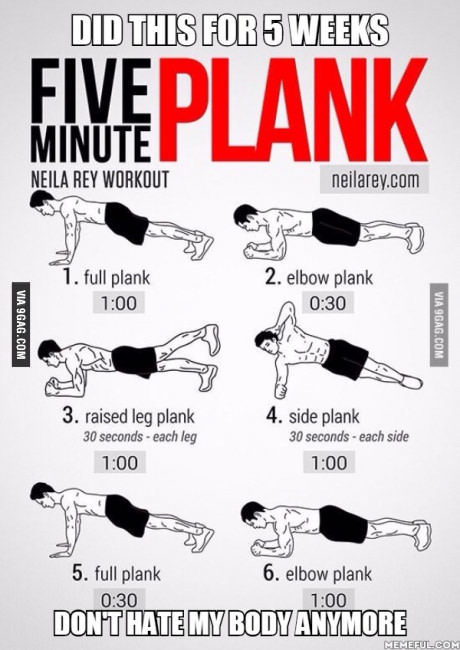 DID THIS FOR 5 WEEKS
FIVE
MINUTE
PLANK
NEILA REY WORKOUT
neilarey.com
1. full plank
1:00
2. elbow plank
0:30
VIA 9GAG.COM
VIA 9GAG.COM
3. raised leg plank
30 seconds - each leg
1:00
4. side plank
30 seconds - each side
1:00
5. full plank
0:30
6. elbow plank
1:00
DON'T HATE MY BODY ANYMORE
MEMEFUL.COM